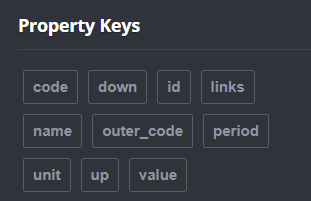 Property Keys
code down id links
name outer_code period
unit up value